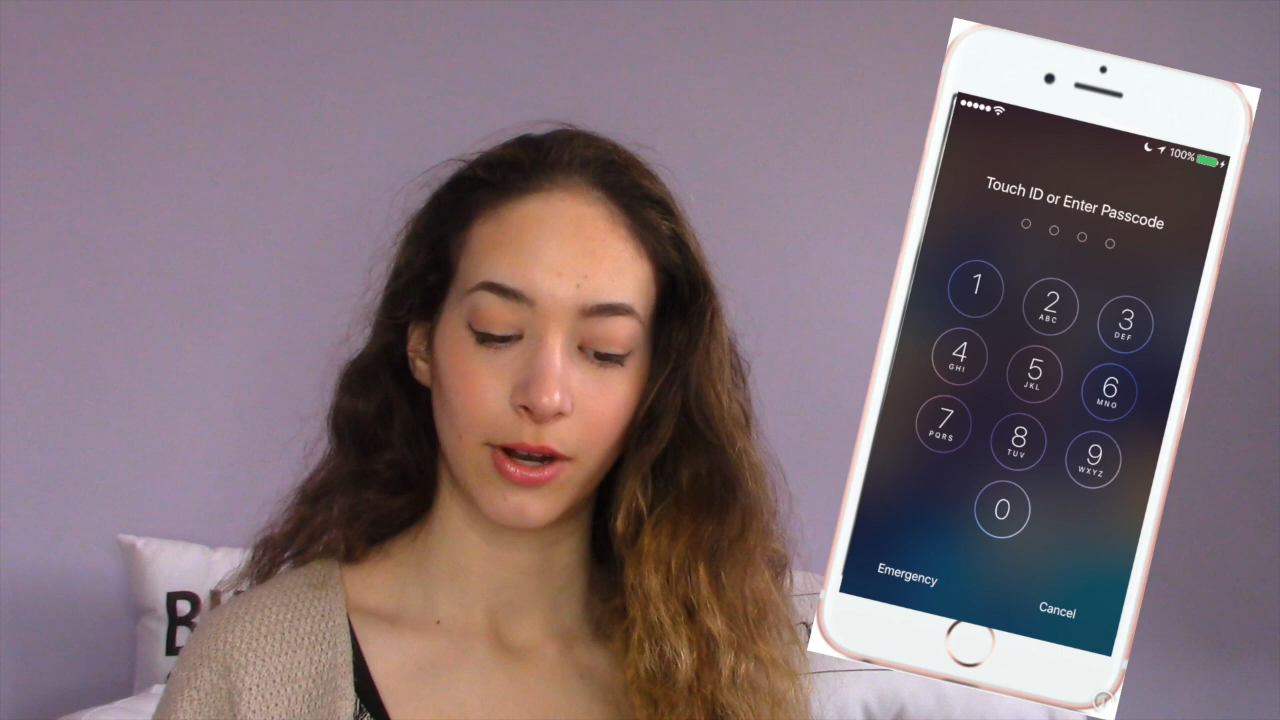 100%
Touch ID or Enter Passcode
1
2
ABC
3
DEF
4
GHI
5
JKL
6
MNO
7
PQRS
8
TUV
9
WXYZ
0
Emergency
Cancel